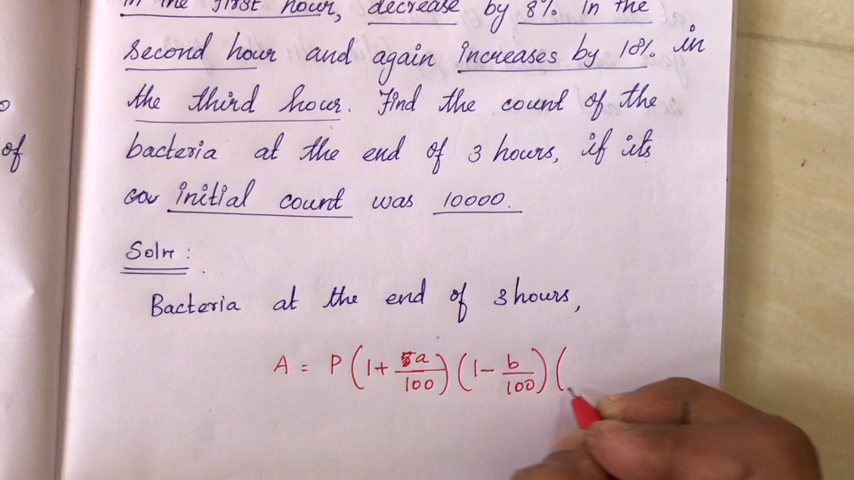 in the first hour, decrease by 8% in the
second hour and again increases by 10% in
the third hour. Find the count of the
of
bacteria at the end of 3 hours, if its
initial count was 10000.
Soln :
Bacteria at the end of 3 hours,
A = P (1 + a/100) (1 - b/100) (